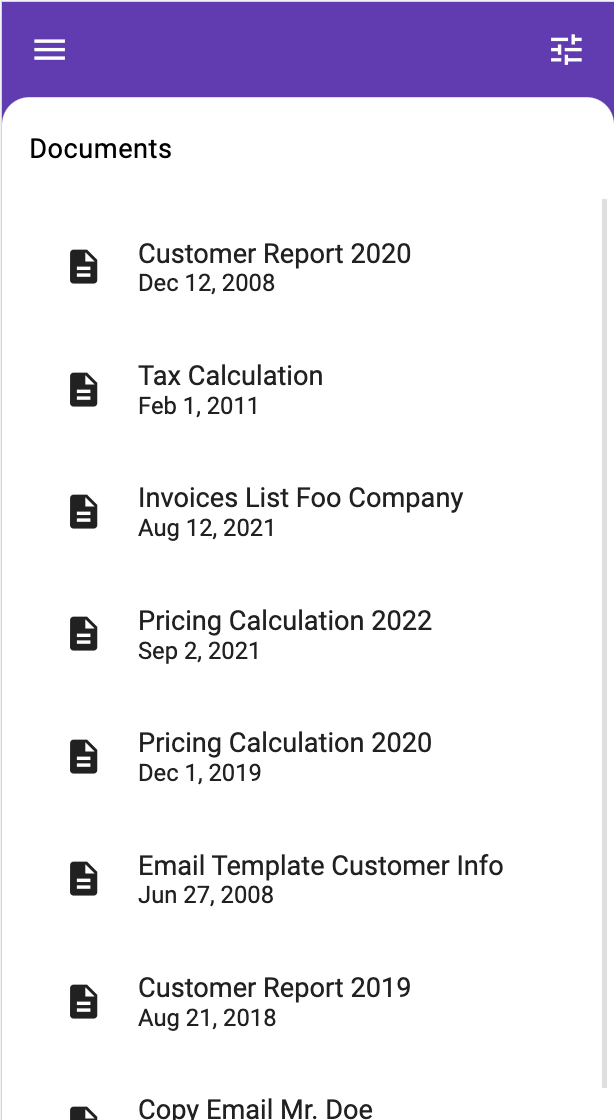 Documents
Customer Report 2020
Dec 12, 2008
Tax Calculation
Feb 1, 2011
Invoices List Foo Company
Aug 12, 2021
Pricing Calculation 2022
Sep 2, 2021
Pricing Calculation 2020
Dec 1, 2019
Email Template Customer Info
Jun 27, 2008
Customer Report 2019
Aug 21, 2018
Copy Email Mr. Doe